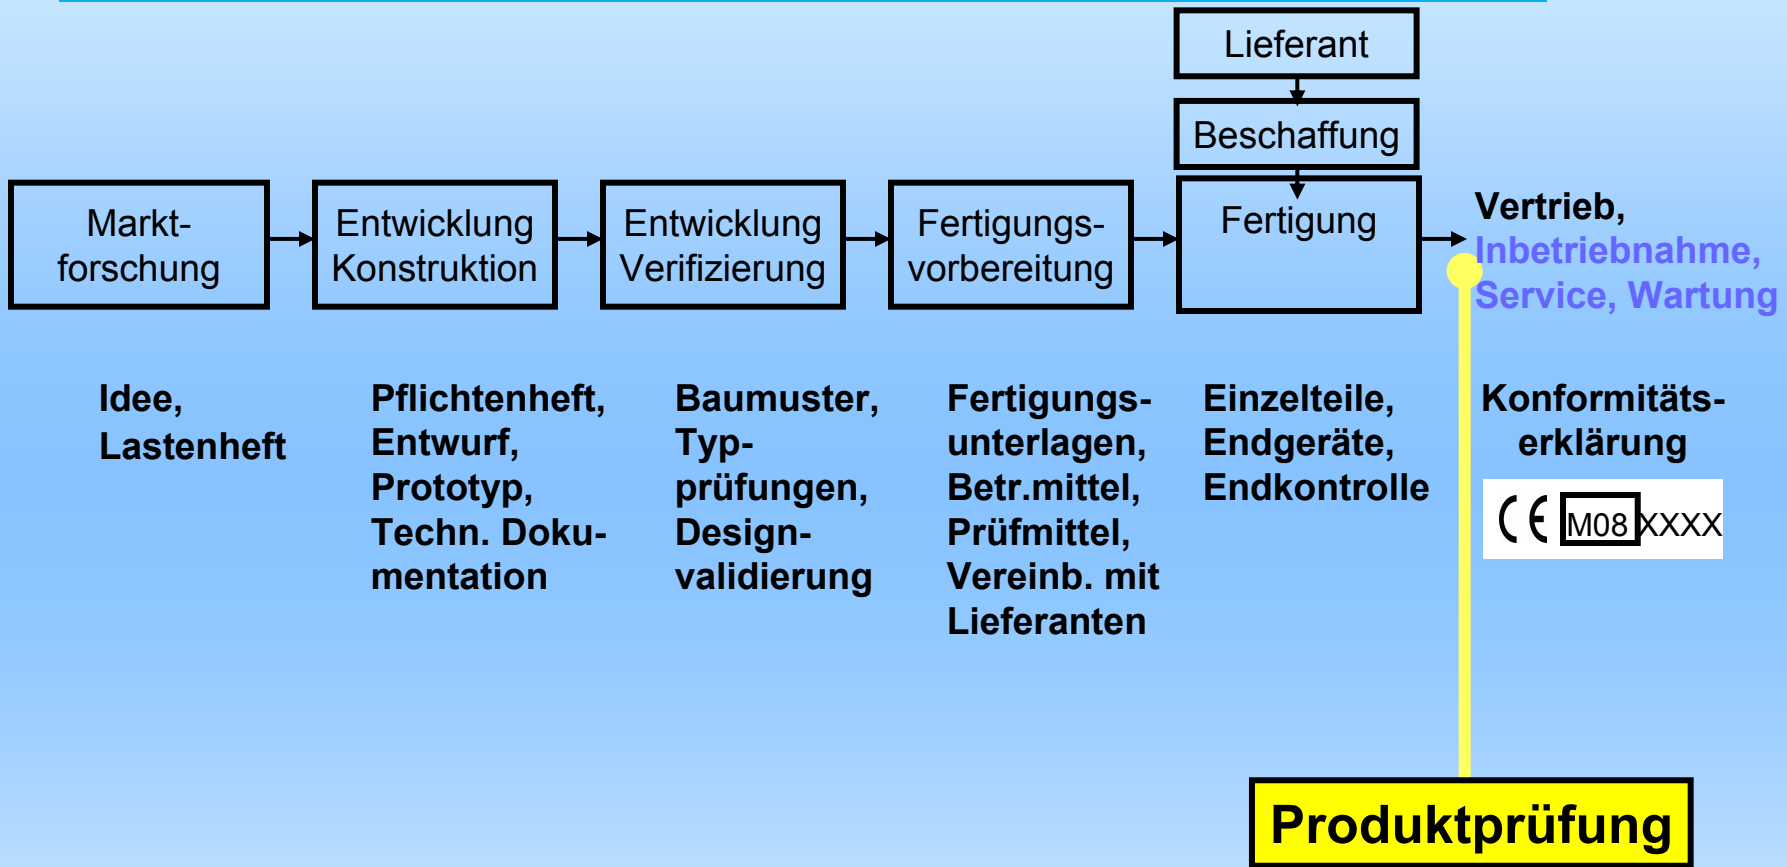 Lieferant
Beschaffung
Markt-
forschung
Entwicklung
Konstruktion
Entwicklung
Verifizierung
Fertigungs-
vorbereitung
Fertigung
Vertrieb,
Inbetriebnahme,
Service, Wartung
Idee,
Lastenheft
Pflichtenheft,
Entwurf,
Prototyp,
Techn. Doku-
mentation
Baumuster,
Typ-
prüfungen,
Design-
validierung
Fertigungs-
unterlagen,
Betr.mittel,
Prüfmittel,
Vereinb. mit
Lieferanten
Einzelteile,
Endgeräte,
Endkontrolle
Konformitäts-
erklärung
CE M08 XXXX
Produktprüfung